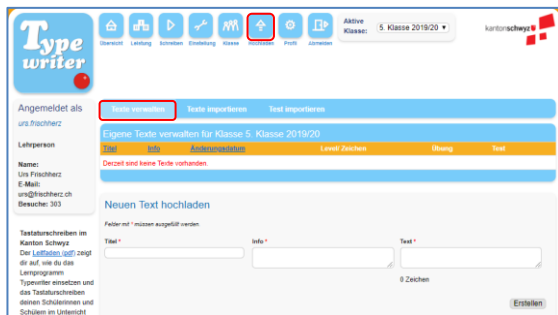 Type
writer
Übersicht Leistung Schreiben Einstellung Klasse Hochladen Profil Abmelden
Aktive
Klasse:
5. Klasse 2019/20
kantonschwyz
Angemeldet als
urs.frischherz
Lehrperson
Name:
Urs Frischherz
E-Mail:
urs@frischherz.ch
Besuche: 303
Tastaturschreiben im
Kanton Schwyz
Der Leitfaden (pdf) zeigt
dir auf, wie du das
Lernprogramm
Typewriter einsetzen und
das Tastaturschreiben
deinen Schülerinnen und
Schülern im Unterricht
Texte verwalten Texte importieren Test importieren
Eigene Texte verwalten für Klasse 5. Klasse 2019/20
Titel Info Änderungsdatum Level/ Zeichen Übung Test
Derzeit sind keine Texte vorhanden.
Neuen Text hochladen
Felder mit * müssen ausgefüllt werden.
Titel * Info * Text *
0 Zeichen
Erstellen